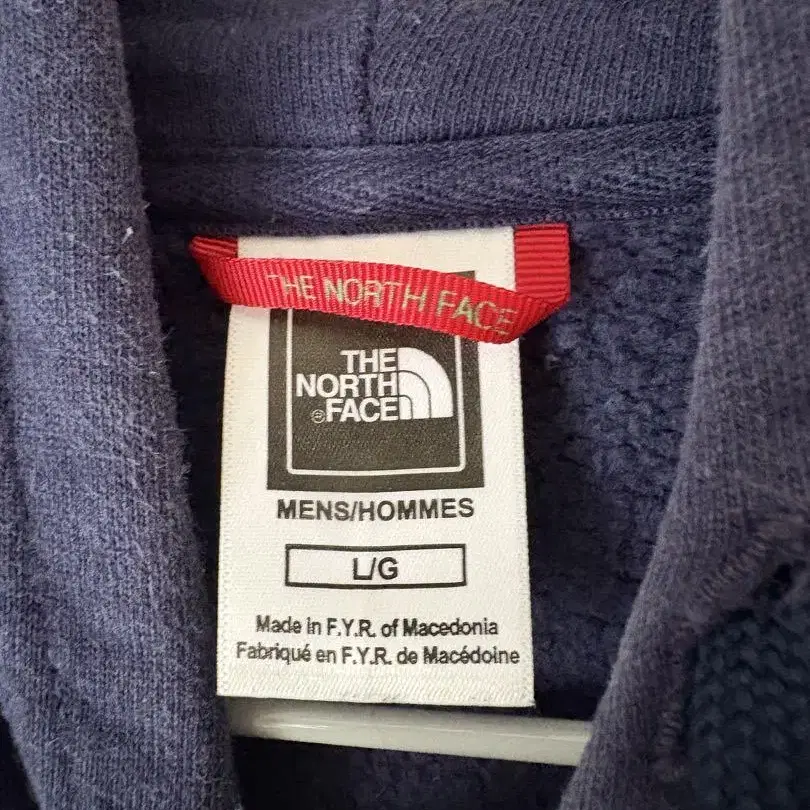 THE NORTH FACE
THE
NORTH
®FACE
MENS/HOMMES
L/G
Made in F.Y.R. of Macedonia
Fabriqué en F.Y.R. de Macédoine